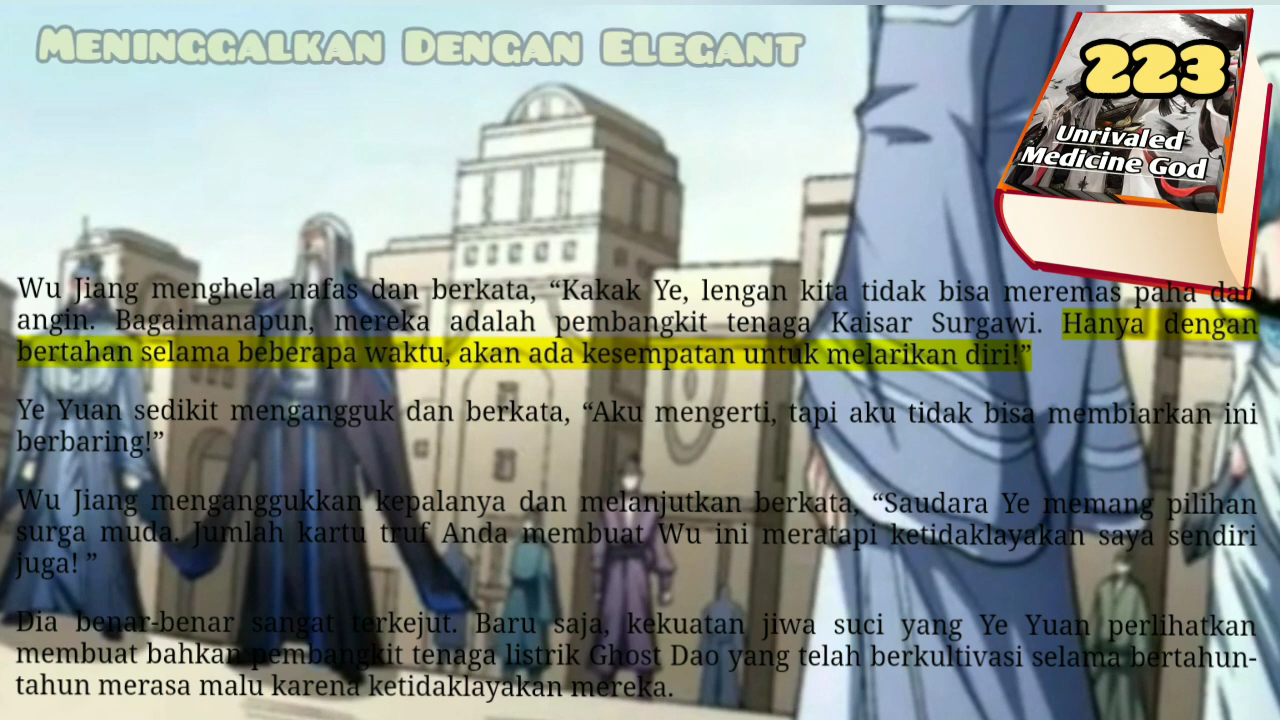 Meninggalkan Dengan Elegant
223
Unrivaled
Medicine God
Wu Jiang menghela nafas dan berkata, “Kakak Ye, lengan kita tidak bisa meremas paha dan
angin. Bagaimanapun, mereka adalah pembangkit tenaga Kaisar Surgawi. Hanya dengan
bertahan selama beberapa waktu, akan ada kesempatan untuk melarikan diri!”
Ye Yuan sedikit mengangguk dan berkata, “Aku mengerti, tapi aku tidak bisa membiarkan ini
berbaring!”
Wu Jiang menganggukkan kepalanya dan melanjutkan berkata, “Saudara Ye memang pilihan
surga muda. Jumlah kartu truf Anda membuat Wu ini meratapi ketidaklayakan saya sendiri
juga! ”
Dia benar-benar sangat terkejut. Baru saja, kekuatan jiwa suci yang Ye Yuan perlihatkan
membuat bahkan pembangkit tenaga listrik Ghost Dao yang telah berkultivasi selama bertahun-
tahun merasa malu karena ketidaklayakan mereka.